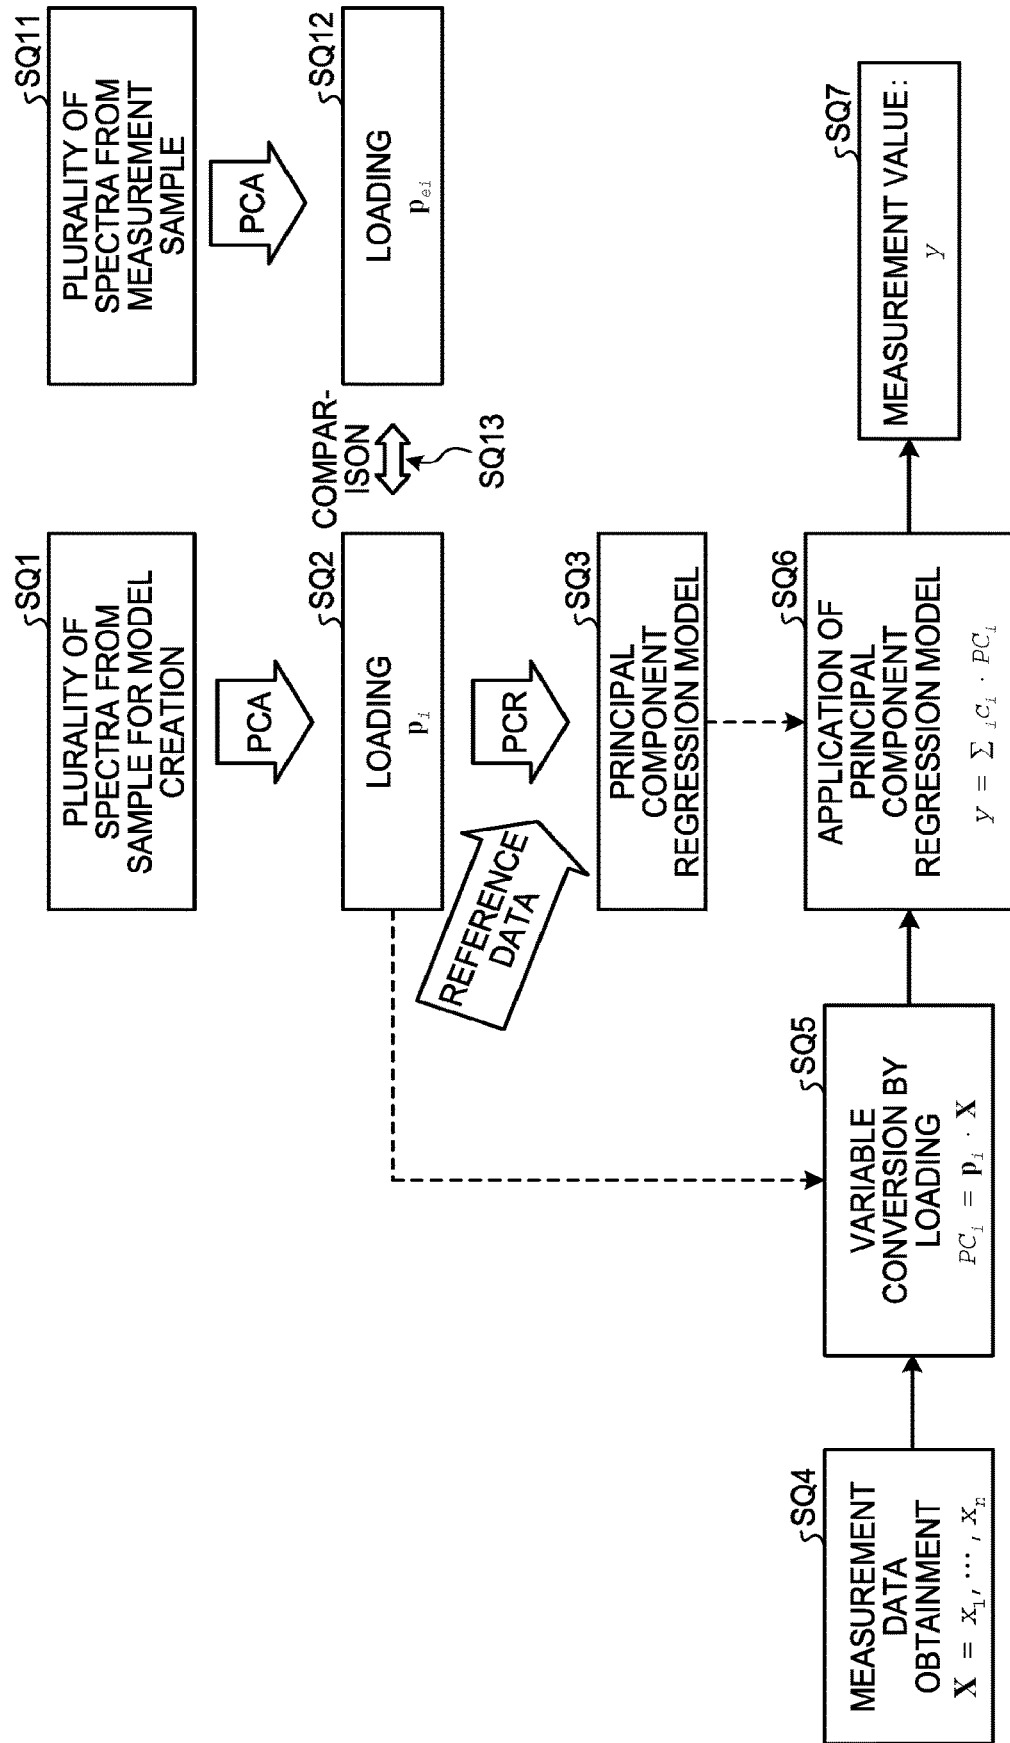 SQ1
PLURALITY OF
SPECTRA FROM
SAMPLE FOR MODEL
CREATION
SQ11
PLURALITY OF
SPECTRA FROM
MEASUREMENT
SAMPLE
PCA
PCA
SQ2
LOADING
p_i
COMPAR-
ISON
SQ13
SQ12
LOADING
p_ei
REFERENCE
DATA
PCR
SQ3
PRINCIPAL
COMPONENT
REGRESSION MODEL
SQ4
MEASUREMENT
DATA
OBTAINMENT
X = x_1, ⋯, x_n
SQ5
VARIABLE
CONVERSION BY
LOADING
PC_i = p_i · X
SQ6
APPLICATION OF
PRINCIPAL
COMPONENT
REGRESSION MODEL
y = Σ_i c_i · PC_i
SQ7
MEASUREMENT VALUE:
y